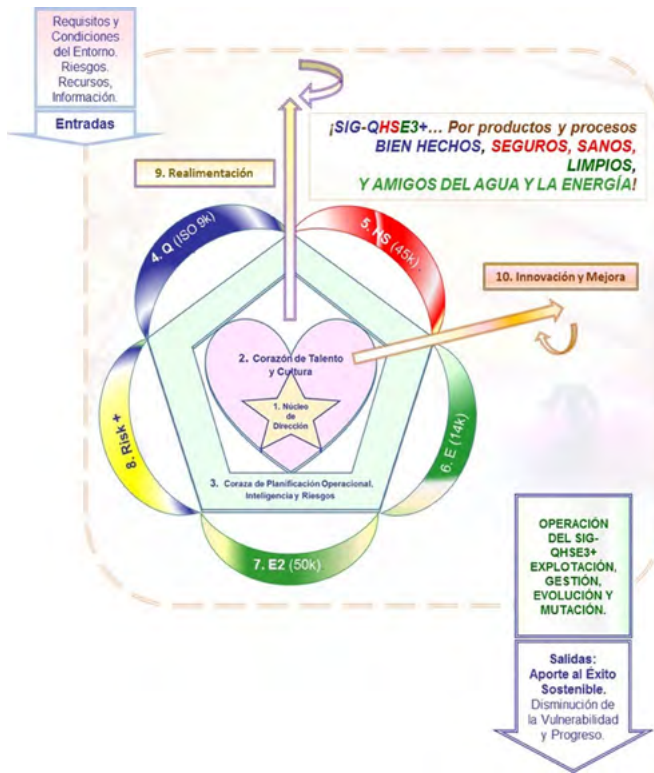 Requisitos y
Condiciones
del Entorno.
Riesgos.
Recursos,
Información.
Entradas
¡SIG-QHSE3+... Por productos y procesos
BIEN HECHOS, SEGUROS, SANOS,
LIMPIOS,
Y AMIGOS DEL AGUA Y LA ENERGÍA!
9. Realimentación
4. Q (ISO 9k)
5. HS (45k).
10. Innovación y Mejora
2. Corazón de Talento
y Cultura
1. Núcleo
de
Dirección
8. Risk +
6. E (14k)
3. Coraza de Planificación Operacional,
Inteligencia y Riesgos
7. E2 (50k)
OPERACIÓN
DEL SIG-
QHSE3+
EXPLOTACIÓN,
GESTIÓN,
EVOLUCIÓN Y
MUTACIÓN.
Salidas:
Aporte al Éxito
Sostenible.
Disminución de
la Vulnerabilidad
y Progreso.